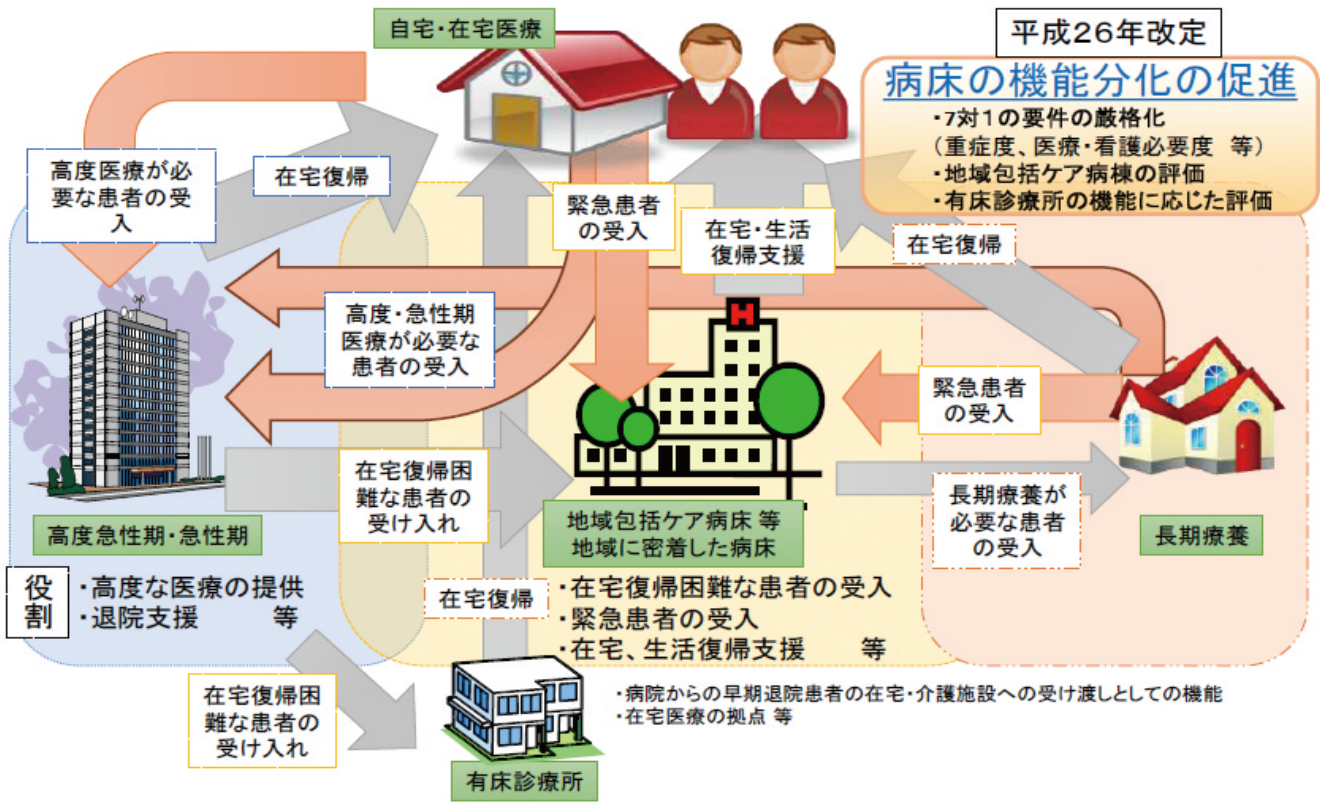 自宅・在宅医療
平成26年改定
病床の機能分化の促進
・7対1の要件の厳格化
（重症度、医療・看護必要度 等）
・地域包括ケア病棟の評価
・有床診療所の機能に応じた評価
高度医療が必
要な患者の受
入
在宅復帰
緊急患者
の受入
在宅・生活
復帰支援
在宅復帰
高度・急性期
医療が必要な
患者の受入
緊急患者
の受入
在宅復帰困
難な患者の
受け入れ
長期療養が
必要な患者
の受入
高度急性期・急性期
地域包括ケア病床 等
地域に密着した病床
長期療養
役
割
・高度な医療の提供
・退院支援 等
在宅復帰
・在宅復帰困難な患者の受入
・緊急患者の受入
・在宅、生活復帰支援 等
在宅復帰困
難な患者の
受け入れ
・病院からの早期退院患者の在宅・介護施設への受け渡しとしての機能
・在宅医療の拠点 等
有床診療所
H